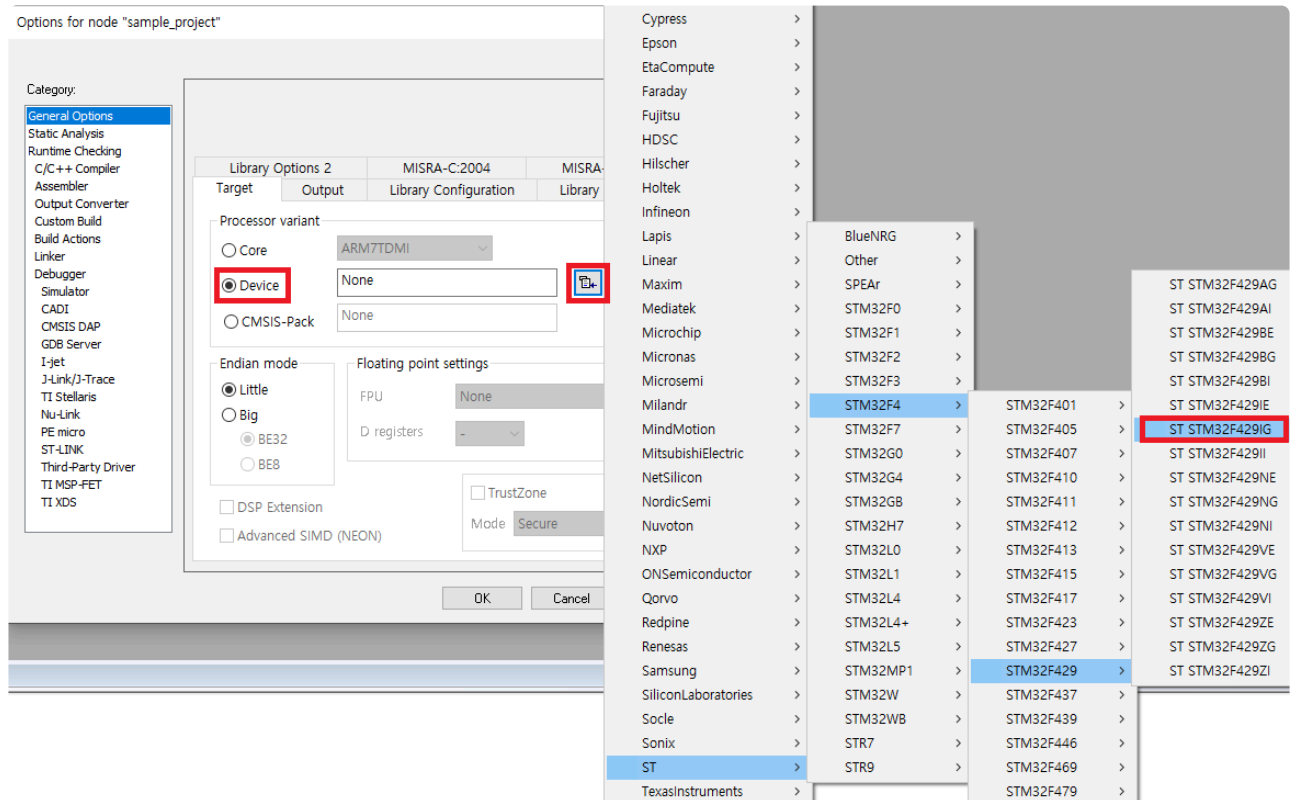 Options for node "sample_project"
Category:
General Options
Static Analysis
Runtime Checking
C/C++ Compiler
Assembler
Output Converter
Custom Build
Build Actions
Linker
Debugger
Simulator
CADI
CMSIS DAP
GDB Server
I-jet
J-Link/J-Trace
TI Stellaris
Nu-Link
PE micro
ST-LINK
Third-Party Driver
TI MSP-FET
TI XDS
Library Options 2
MISRA-C:2004
MISRA-
Target
Output
Library Configuration
Library
Processor variant
Core
ARM7TDMI
Device
None
CMSIS-Pack
None
Endian mode
Little
Big
BE32
BE8
Floating point settings
FPU
None
D registers
-
DSP Extension
Advanced SIMD (NEON)
TrustZone
Mode
Secure
OK
Cancel
Cypress
Epson
EtaCompute
Faraday
Fujitsu
HDSC
Hilscher
Holtek
Infineon
Lapis
Linear
Maxim
Mediatek
Microchip
Micronas
Microsemi
Milandr
MindMotion
MitsubishiElectric
NetSilicon
NordicSemi
Nuvoton
NXP
ONSemiconductor
Qorvo
Redpine
Renesas
Samsung
SiliconLaboratories
Socle
Sonix
ST
TexasInstruments
BlueNRG
Other
SPEAr
STM32F0
STM32F1
STM32F2
STM32F3
STM32F4
STM32F7
STM32G0
STM32G4
STM32GB
STM32H7
STM32L0
STM32L1
STM32L4
STM32L4+
STM32L5
STM32MP1
STM32W
STM32WB
STR7
STR9
STM32F401
STM32F405
STM32F407
STM32F410
STM32F411
STM32F412
STM32F413
STM32F415
STM32F417
STM32F423
STM32F427
STM32F429
STM32F437
STM32F439
STM32F446
STM32F469
STM32F479
ST STM32F429AG
ST STM32F429AI
ST STM32F429BE
ST STM32F429BG
ST STM32F429BI
ST STM32F429IE
ST STM32F429IG
ST STM32F429II
ST STM32F429NE
ST STM32F429NG
ST STM32F429NI
ST STM32F429VE
ST STM32F429VG
ST STM32F429VI
ST STM32F429ZE
ST STM32F429ZG
ST STM32F429ZI